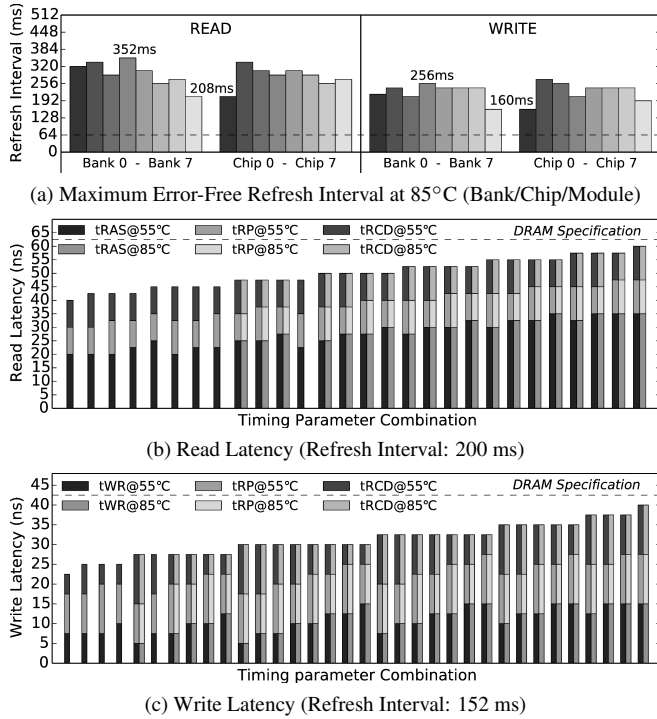 READ
WRITE
Refresh Interval (ms)
512
448
384
320
256
192
128
64
0
352ms
208ms
256ms
160ms
Bank 0 - Bank 7
Chip 0 - Chip 7
Bank 0 - Bank 7
Chip 0 - Chip 7
(a) Maximum Error-Free Refresh Interval at 85°C (Bank/Chip/Module)
Read Latency (ns)
65
60
55
50
45
40
35
30
25
20
15
10
5
0
tRAS@55℃
tRP@55℃
tRCD@55℃
DRAM Specification
tRAS@85℃
tRP@85℃
tRCD@85℃
Timing Parameter Combination
(b) Read Latency (Refresh Interval: 200 ms)
Write Latency (ns)
45
40
35
30
25
20
15
10
5
0
tWR@55℃
tRP@55℃
tRCD@55℃
DRAM Specification
tWR@85℃
tRP@85℃
tRCD@85℃
Timing parameter Combination
(c) Write Latency (Refresh Interval: 152 ms)